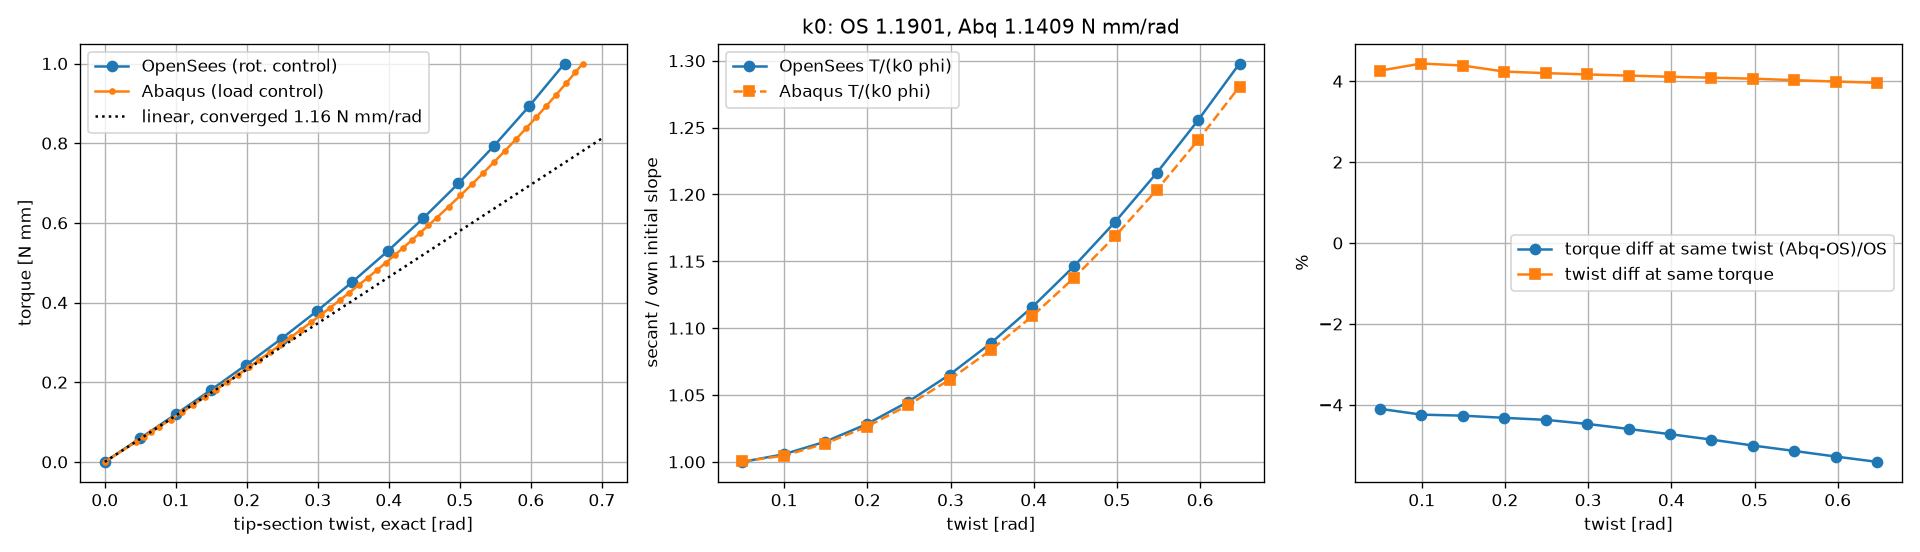 k0: OS 1.1901, Abq 1.1409 N mm/rad
torque [N mm]
1.0
0.8
0.6
0.4
0.2
0.0
OpenSees (rot. control)
Abaqus (load control)
linear, converged 1.16 N mm/rad
0.0 0.1 0.2 0.3 0.4 0.5 0.6 0.7
tip-section twist, exact [rad]
secant / own initial slope
1.30
1.25
1.20
1.15
1.10
1.05
1.00
OpenSees T/(k0 phi)
Abaqus T/(k0 phi)
0.1 0.2 0.3 0.4 0.5 0.6
twist [rad]
%
4
2
0
−2
−4
torque diff at same twist (Abq-OS)/OS
twist diff at same torque
0.1 0.2 0.3 0.4 0.5 0.6
twist [rad]